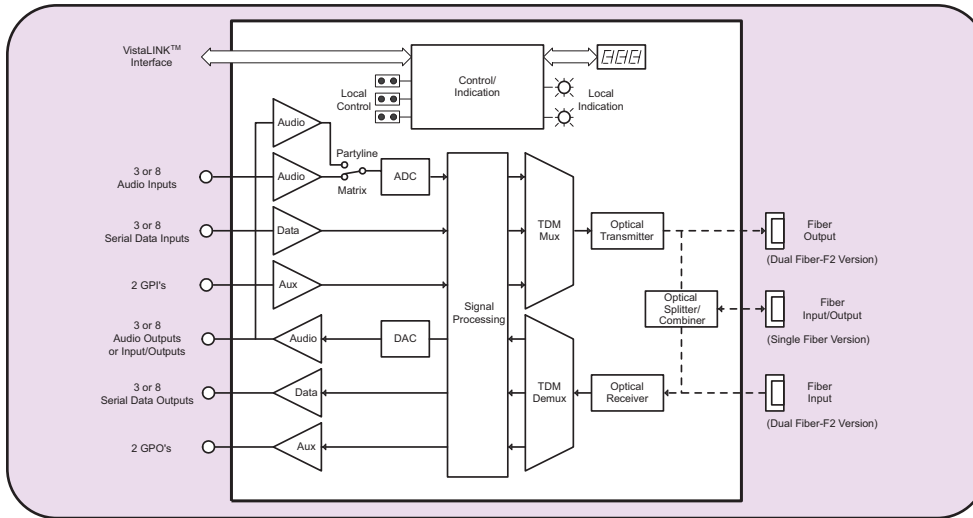 VistaLINK™
Interface
Control/
Indication
Local
Control
Local
Indication
Audio
Partyline
3 or 8
Audio Inputs
Audio
Matrix
ADC
3 or 8
Serial Data Inputs
Data
TDM
Mux
Optical
Transmitter
Fiber
Output
(Dual Fiber-F2 Version)
2 GPI's
Aux
Signal
Processing
Optical
Splitter/
Combiner
Fiber
Input/Output
(Single Fiber Version)
3 or 8
Audio Outputs
or Input/Outputs
Audio
DAC
3 or 8
Serial Data Outputs
Data
TDM
Demux
Optical
Receiver
Fiber
Input
(Dual Fiber-F2 Version)
2 GPO's
Aux